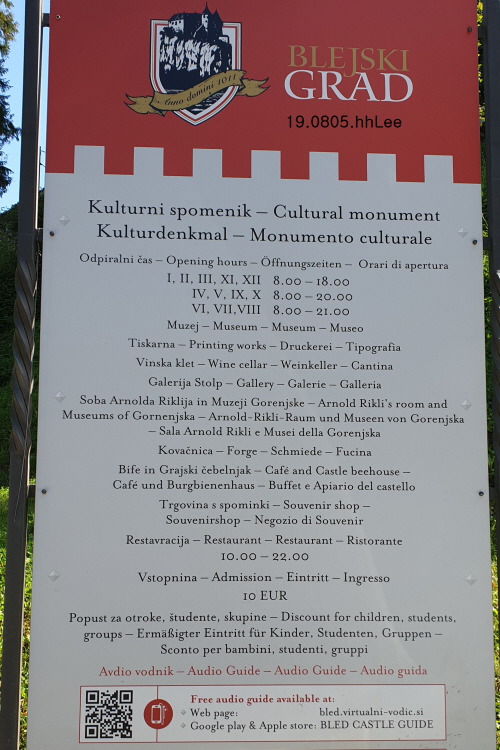 Anno domini 1011
BLEJSKI
GRAD
19.0805.hhLee
Kulturni spomenik – Cultural monument
Kulturdenkmal – Monumento culturale
Odpiralni čas – Opening hours – Öffnungszeiten – Orari di apertura
I, II, III, XI, XII 8.00 – 18.00
IV, V, IX, X 8.00 – 20.00
VI, VII,VIII 8.00 – 21.00
Muzej – Museum – Museum – Museo
Tiskarna – Printing works – Druckerei – Tipografia
Vinska klet – Wine cellar – Weinkeller – Cantina
Galerija Stolp – Gallery – Galerie – Galleria
Soba Arnolda Riklija in Muzeji Gorenjske – Arnold Rikli's room and
Museums of Gornenjska – Arnold-Rikli-Raum und Museen von Gorenjska
– Sala Arnold Rikli e Musei della Gorenjska
Kovačnica – Forge – Schmiede – Fucina
Bife in Grajski čebelnjak – Café and Castle beehouse –
Café und Burgbienenhaus – Buffet e Apiario del castello
Trgovina s spominki – Souvenir shop –
Souvenirshop – Negozio di Souvenir
Restavracija – Restaurant – Restaurant – Ristorante
10.00 – 22.00
Vstopnina – Admission – Eintritt – Ingresso
10 EUR
Popust za otroke, študente, skupine – Discount for children, students,
groups – Ermäßigter Eintritt für Kinder, Studenten, Gruppen –
Sconto per bambini, studenti, gruppi
Avdio vodnik – Audio Guide – Audio Guide – Audio guida
Free audio guide available at:
Web page: bled.virtualni-vodic.si
Google play & Apple store: BLED CASTLE GUIDE